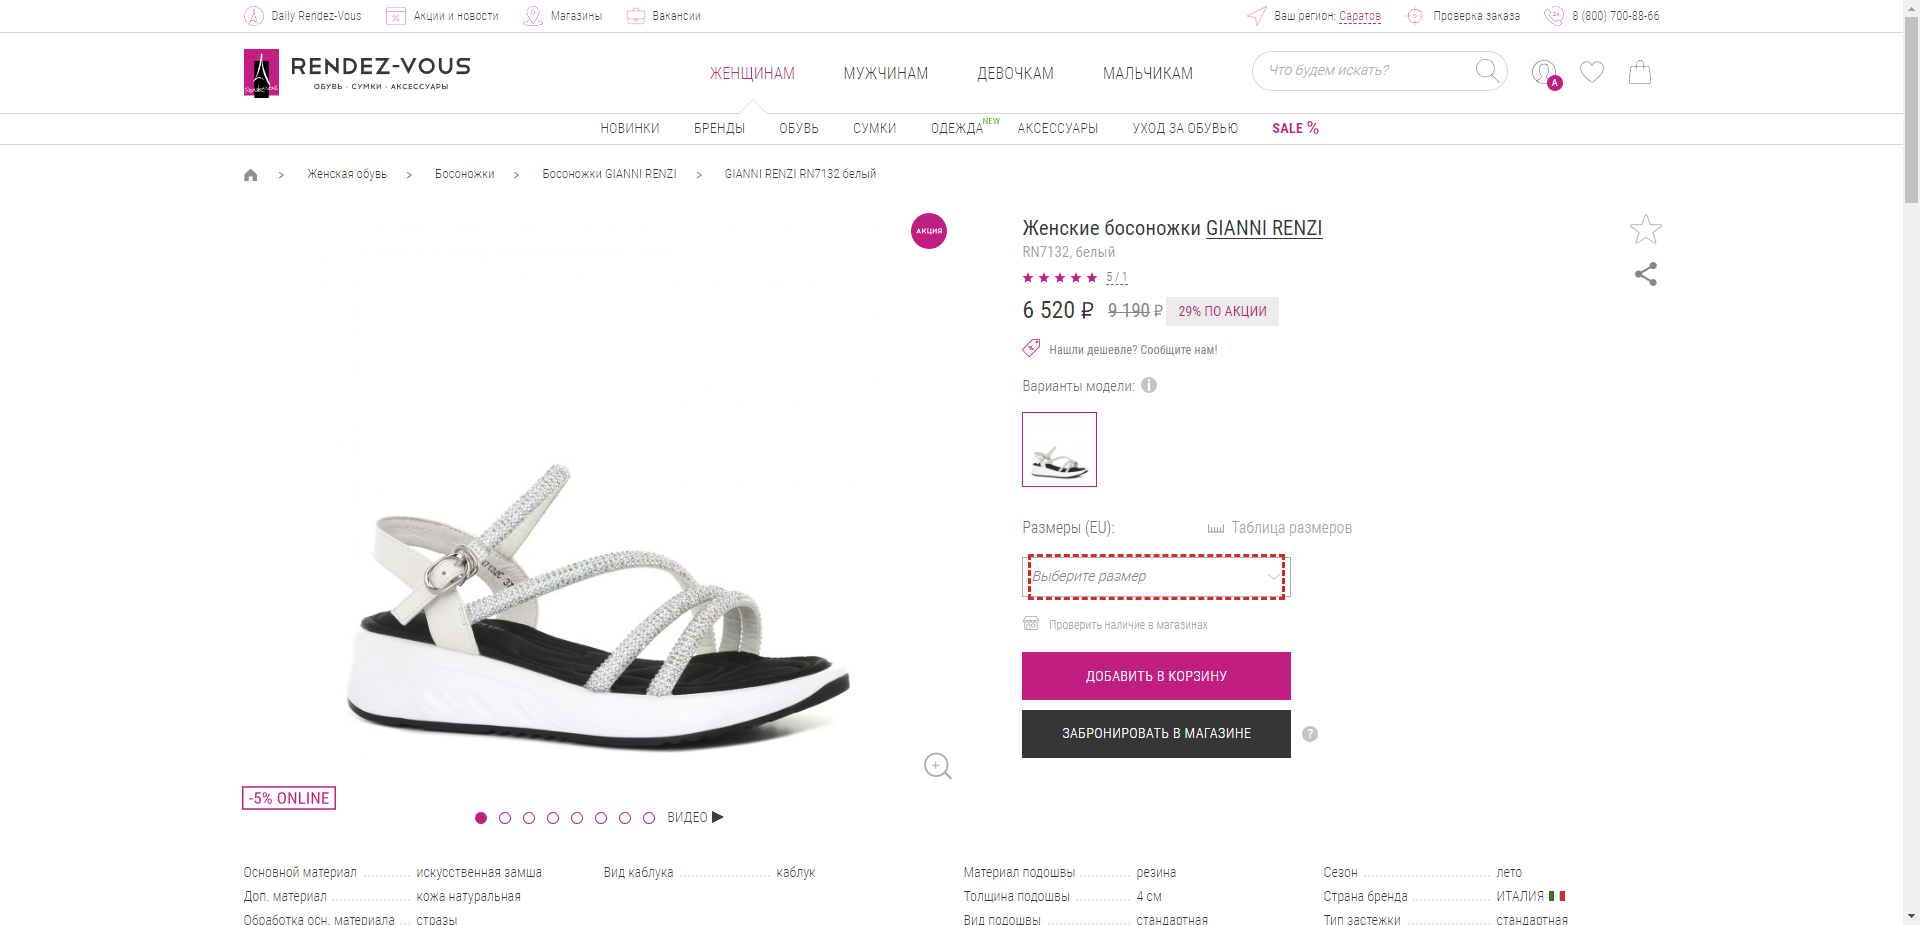 Daily Rendez-Vous
Акции и новости
Магазины
Вакансии
Ваш регион: Саратов
Проверка заказа
8 (800) 700-88-66
RENDEZ-VOUS
ОБУВЬ · СУМКИ · АКСЕССУАРЫ
ЖЕНЩИНАМ
МУЖЧИНАМ
ДЕВОЧКАМ
МАЛЬЧИКАМ
Что будем искать?
A
НОВИНКИ
БРЕНДЫ
ОБУВЬ
СУМКИ
ОДЕЖДА NEW
АКСЕССУАРЫ
УХОД ЗА ОБУВЬЮ
SALE %
Женская обувь > Босоножки > Босоножки GIANNI RENZI > GIANNI RENZI RN7132 белый
АКЦИЯ
Женские босоножки GIANNI RENZI
RN7132, белый
5 / 1
6 520 ₽ 9 190 ₽ 29% ПО АКЦИИ
Нашли дешевле? Сообщите нам!
Варианты модели:
Размеры (EU):
Таблица размеров
Выберите размер
Проверить наличие в магазинах
ДОБАВИТЬ В КОРЗИНУ
ЗАБРОНИРОВАТЬ В МАГАЗИНЕ
?
37
-5% ONLINE
ВИДЕО
Основной материал ............ искусственная замша
Доп. материал .................... кожа натуральная
Обработка осн. материала ... стразы
Вид каблука ....................... каблук
Материал подошвы ............. резина
Толщина подошвы .............. 4 см
Вид подошвы ..................... стандартная
Сезон ................................ лето
Страна бренда .................... ИТАЛИЯ
Тип застежки ..................... стандартная